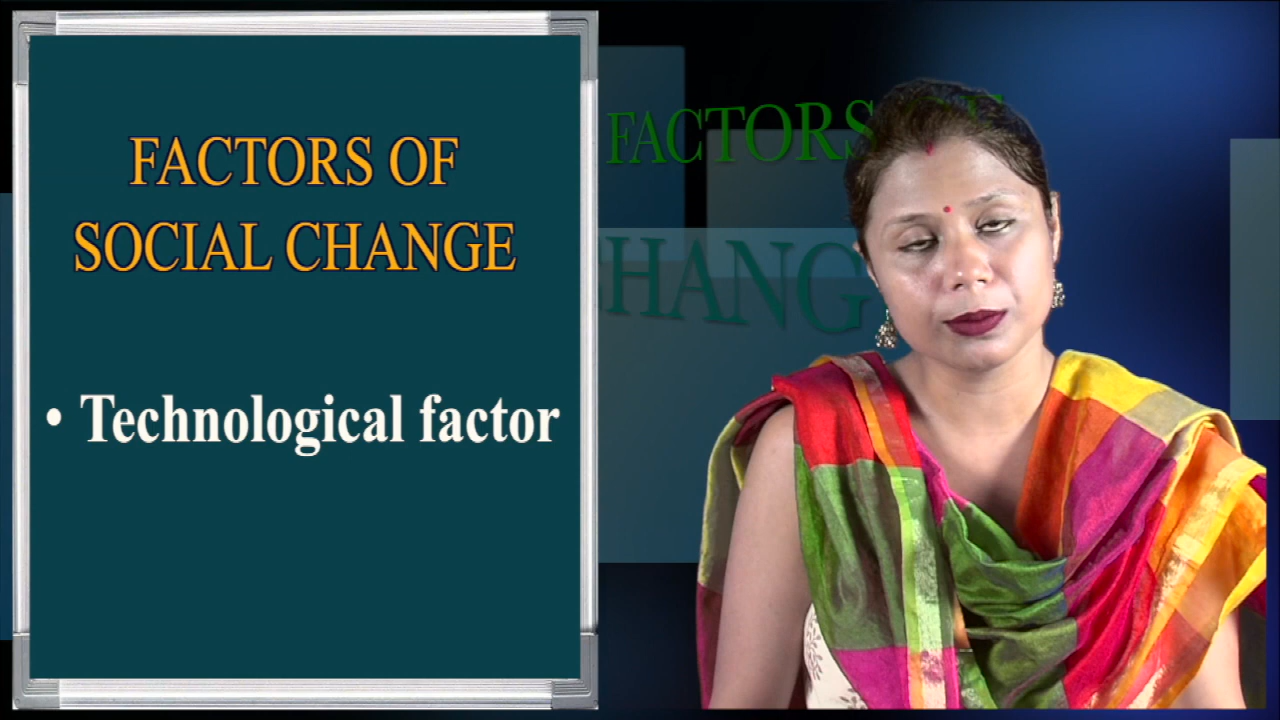 FACTORS OF
SOCIAL CHANGE
• Technological factor
FACTORS
HANG